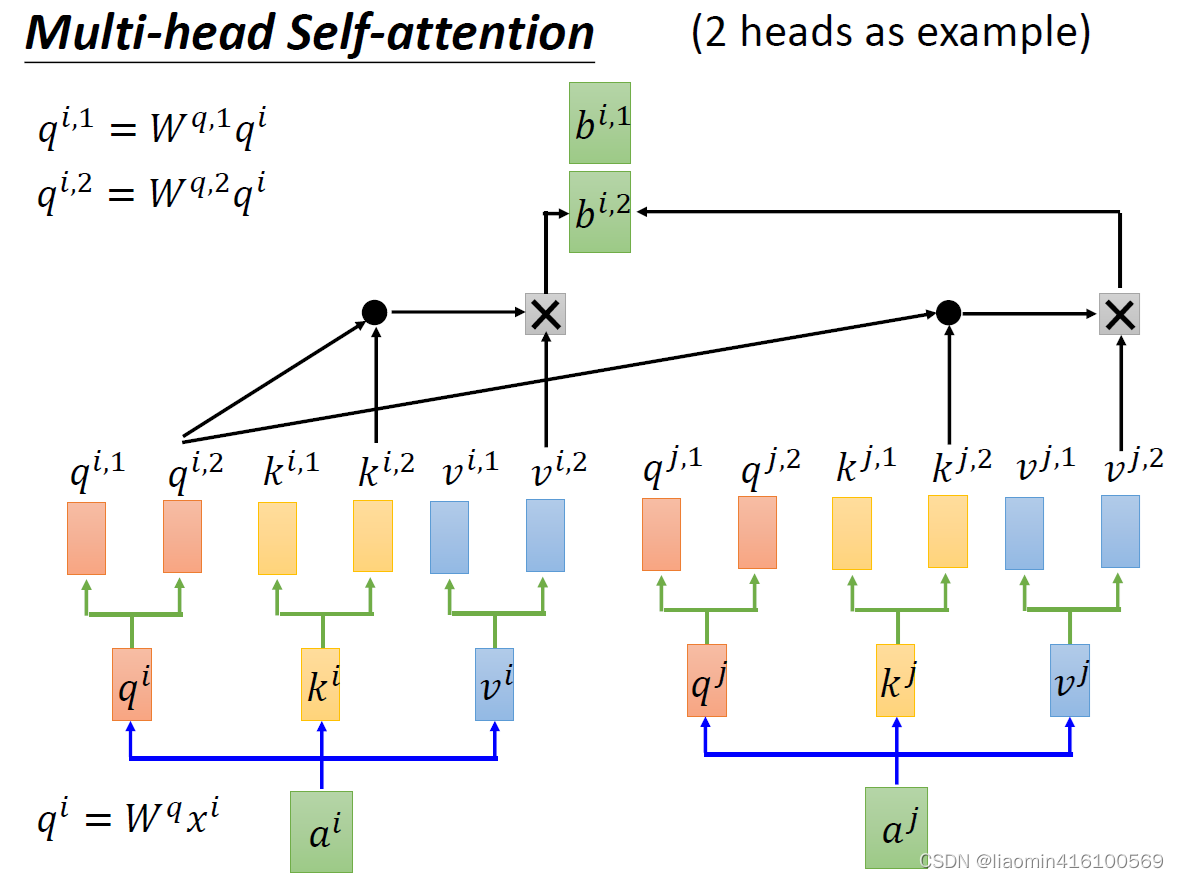 Multi-head Self-attention (2 heads as example)
q^{i,1} = W^{q,1}q^{i}
q^{i,2} = W^{q,2}q^{i}
b^{i,1}
b^{i,2}
q^{i,1} q^{i,2} k^{i,1} k^{i,2} v^{i,1} v^{i,2} q^{j,1} q^{j,2} k^{j,1} k^{j,2} v^{j,1} v^{j,2}
q^{i} k^{i} v^{i} q^{j} k^{j} v^{j}
q^{i} = W^{q}x^{i}
a^{i} a^{j}
CSDN @liaomin416100569